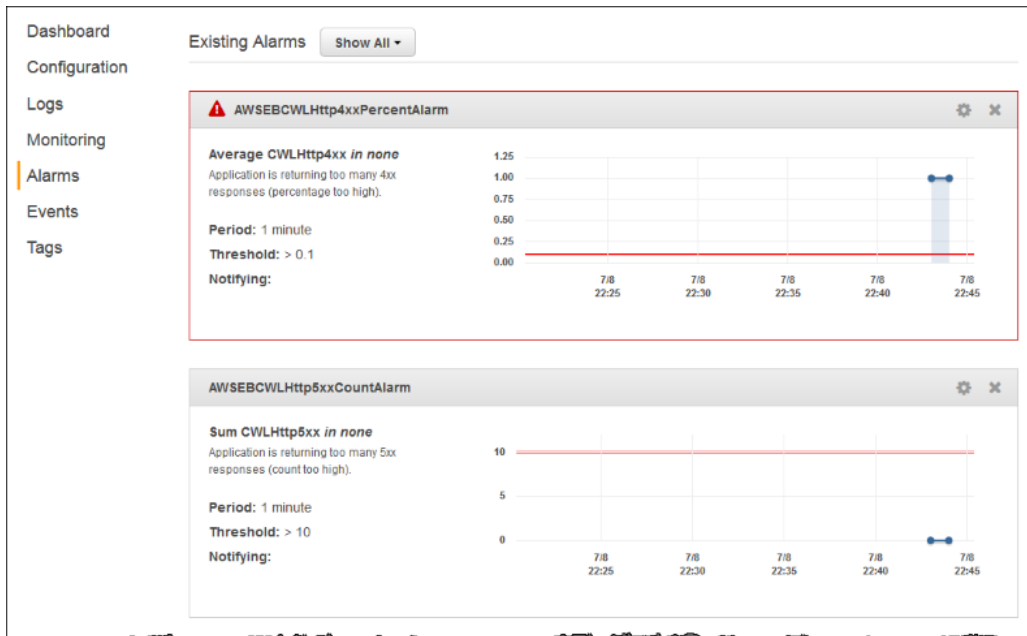 Dashboard
Configuration
Logs
Monitoring
Alarms
Events
Tags
Existing Alarms Show All
AWSEBCWLHttp4xxPercentAlarm
Average CWLHttp4xx in none
Application is returning too many 4xx
responses (percentage too high).
Period: 1 minute
Threshold: > 0.1
Notifying:
1.25
1.00
0.75
0.50
0.25
0.00
7/8 7/8 7/8 7/8 7/8
22:25 22:30 22:35 22:40 22:45
AWSEBCWLHttp5xxCountAlarm
Sum CWLHttp5xx in none
Application is returning too many 5xx
responses (count too high).
Period: 1 minute
Threshold: > 10
Notifying:
10
5
0
7/8 7/8 7/8 7/8 7/8
22:25 22:30 22:35 22:40 22:45